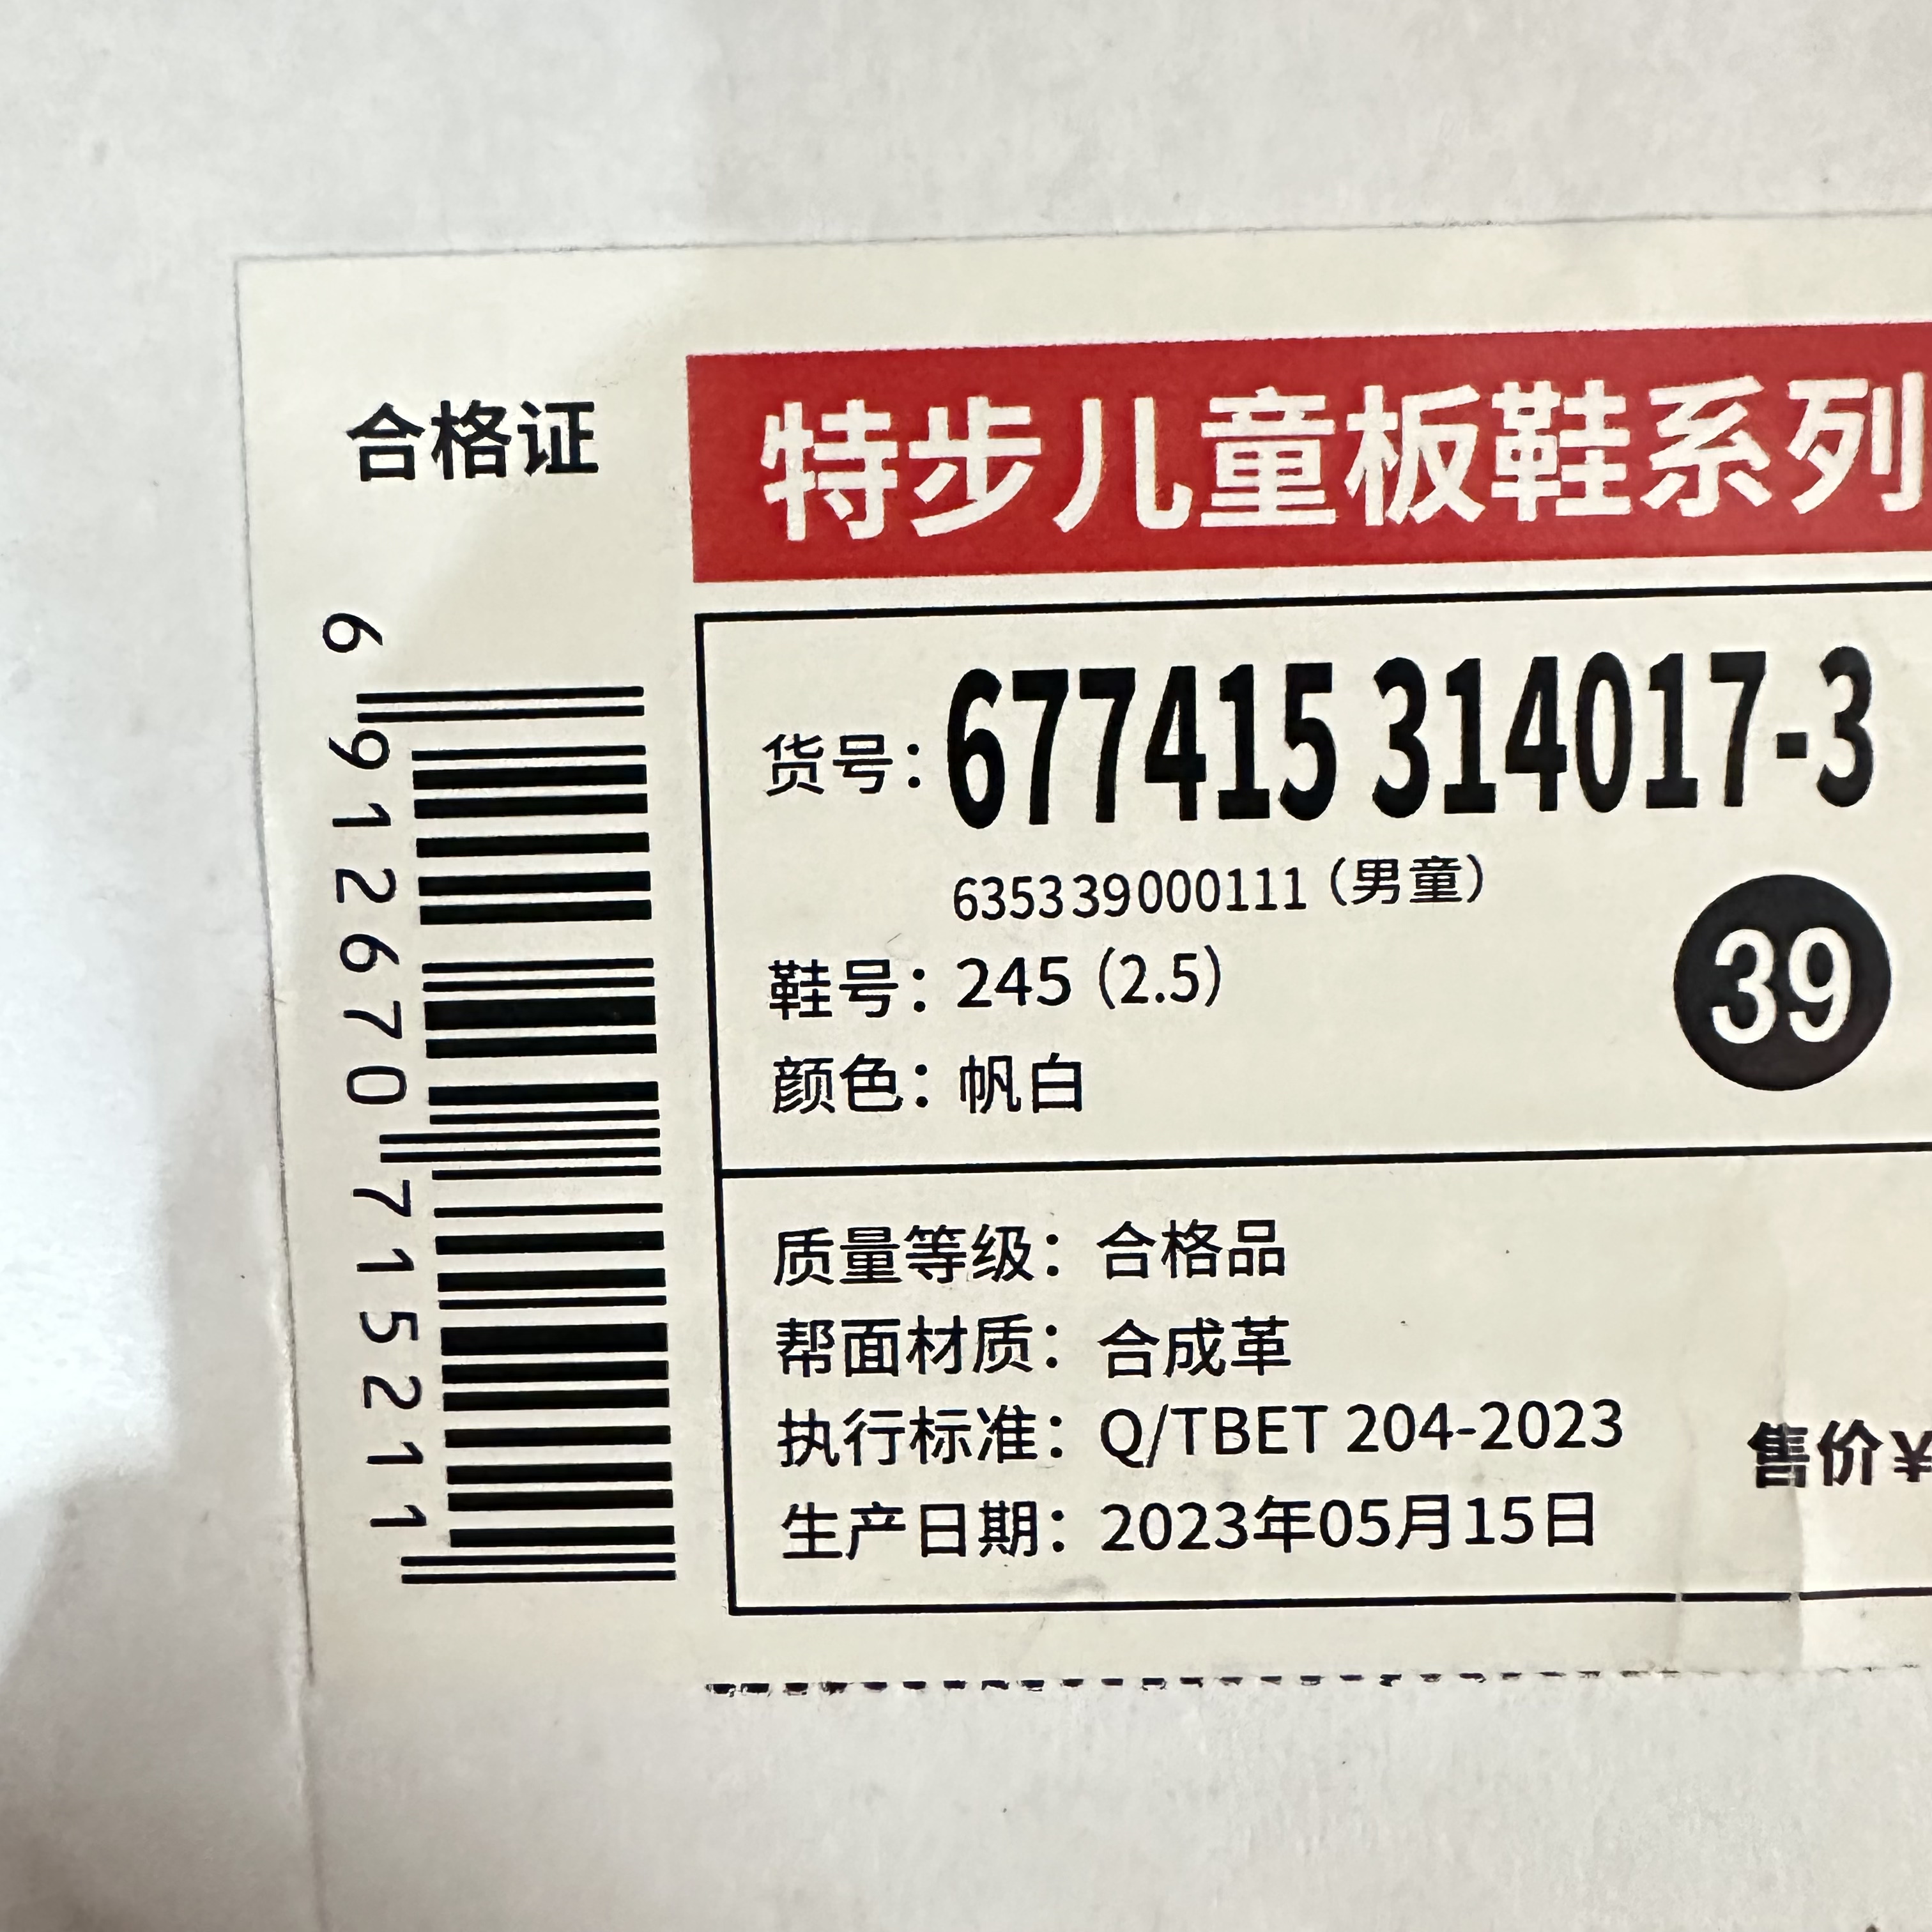 合格证
6 912670 715211
特步儿童板鞋系列
货号：677415 314017-3
635339000111（男童）
39
鞋号：245（2.5）
颜色：帆白
质量等级：合格品
帮面材质：合成革
执行标准：Q/TBET 204-2023
售价¥
生产日期：2023年05月15日